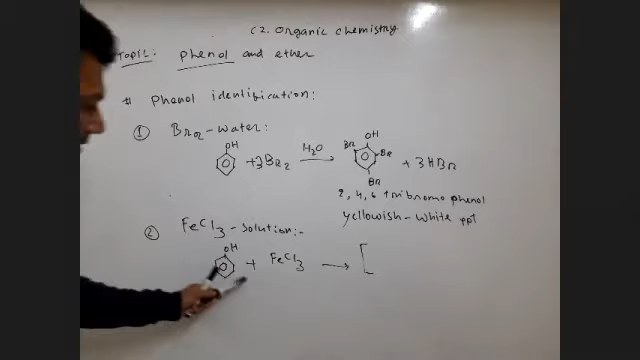 C2. Organic chemistry
Topic: phenol and ether
# Phenol identification:
① Br2-water:
OH + 3Br2 H2O → OH Br Br Br + 3HBr
2, 4, 6 tribromo phenol
yellowish-white ppt
② FeCl3-solution:-
OH + FeCl3 → [